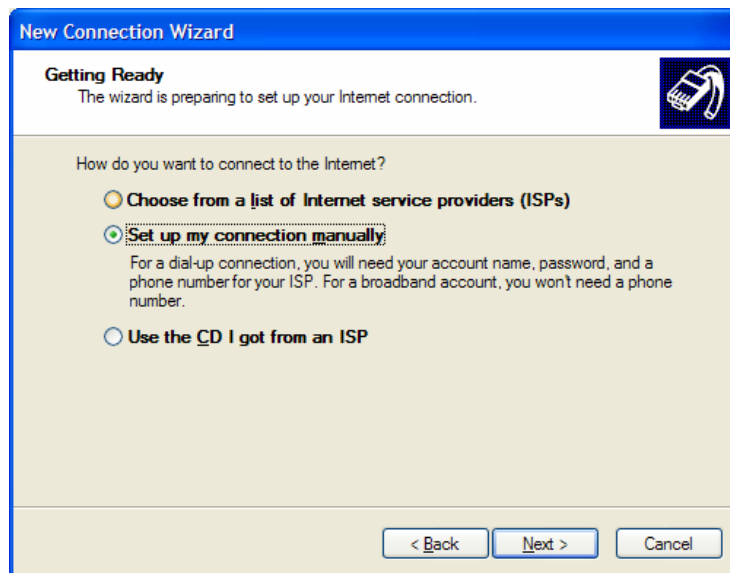 New Connection Wizard
Getting Ready
The wizard is preparing to set up your Internet connection.
How do you want to connect to the Internet?
Choose from a list of Internet service providers (ISPs)
Set up my connection manually
For a dial-up connection, you will need your account name, password, and a
phone number for your ISP. For a broadband account, you won't need a phone
number.
Use the CD I got from an ISP
< Back Next > Cancel